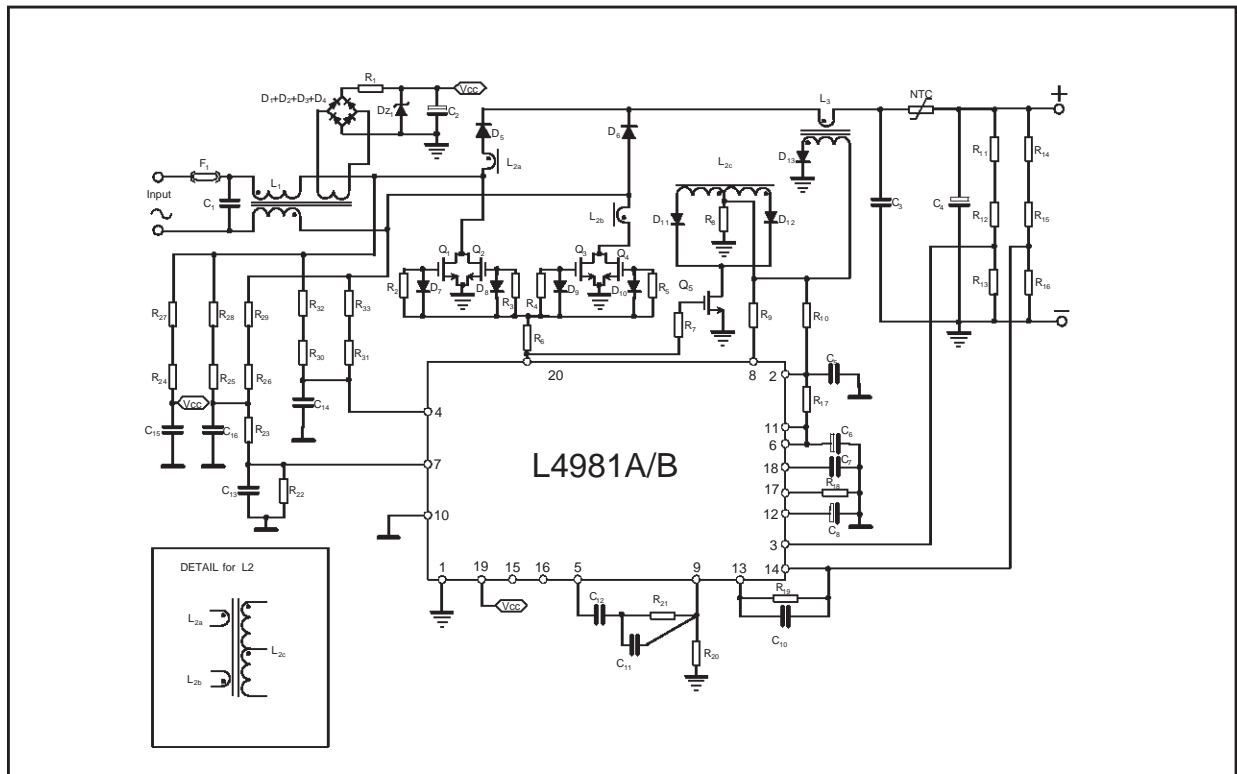 R1
Vcc
D1+D2+D3+D4
Dz1
C2
L3
NTC
+
D5
D6
R11
R14
L2a
L2c
D13
F1
Input
L1
C1
L2b
D11
R8
D12
C3
C4
R12
R15
Q1
Q2
Q3
Q4
R2
D7
D8
R3
R4
D9
D10
R5
Q5
R13
R16
R27
R28
R29
R32
R33
R7
R9
R10
–
R6
R30
R31
20
8
2
C5
R24
R25
R26
Vcc
C14
4
R17
C15
C16
R23
11
6
C6
7
L4981A/B
18
C7
C13
R22
17
R18
10
12
C8
3
DETAIL for L2
1
19
15
16
5
9
13
14
Vcc
C12
R21
R19
L2a
C11
C10
L2c
R20
L2b